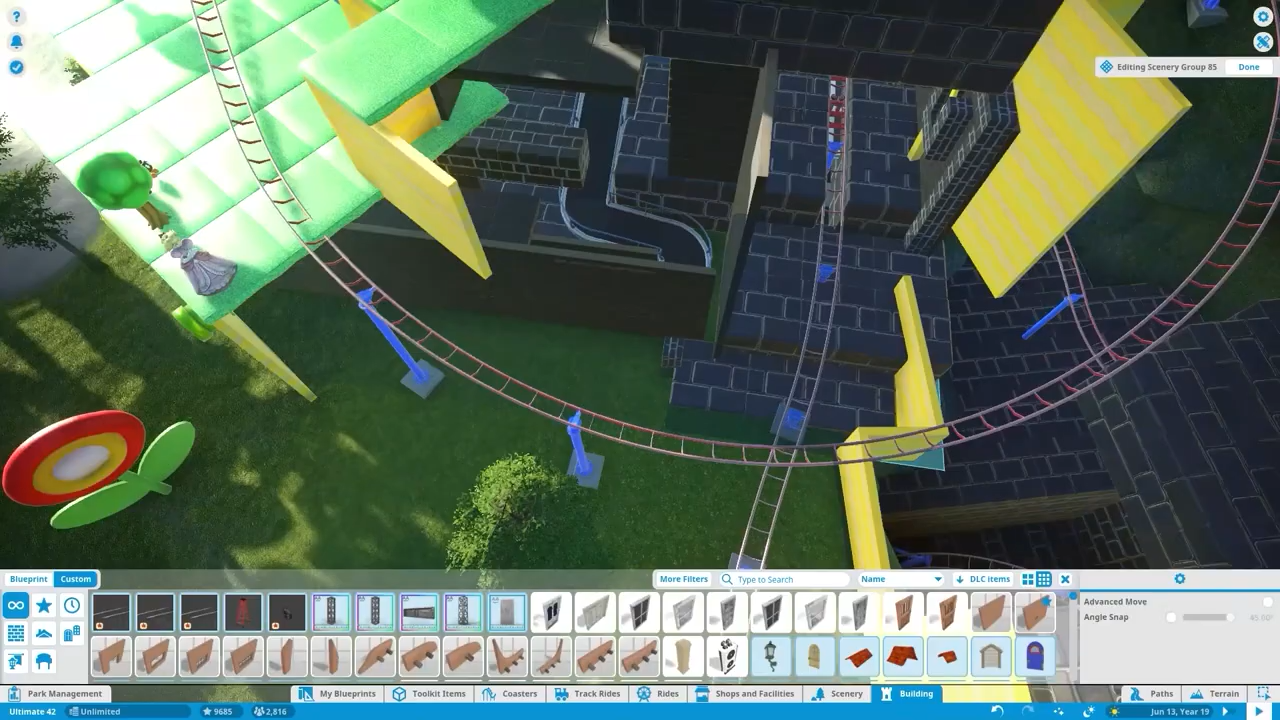 Editing Scenery Group 85 Done
Blueprint Custom More Filters Type to Search Name DLC items
Advanced Move
Angle Snap 45.00°
Park Management My Blueprints Toolkit Items Coasters Track Rides Rides Shops and Facilities Scenery Building Paths Terrain
Ultimate 42 Unlimited 9685 2,816 Jun 13, Year 19